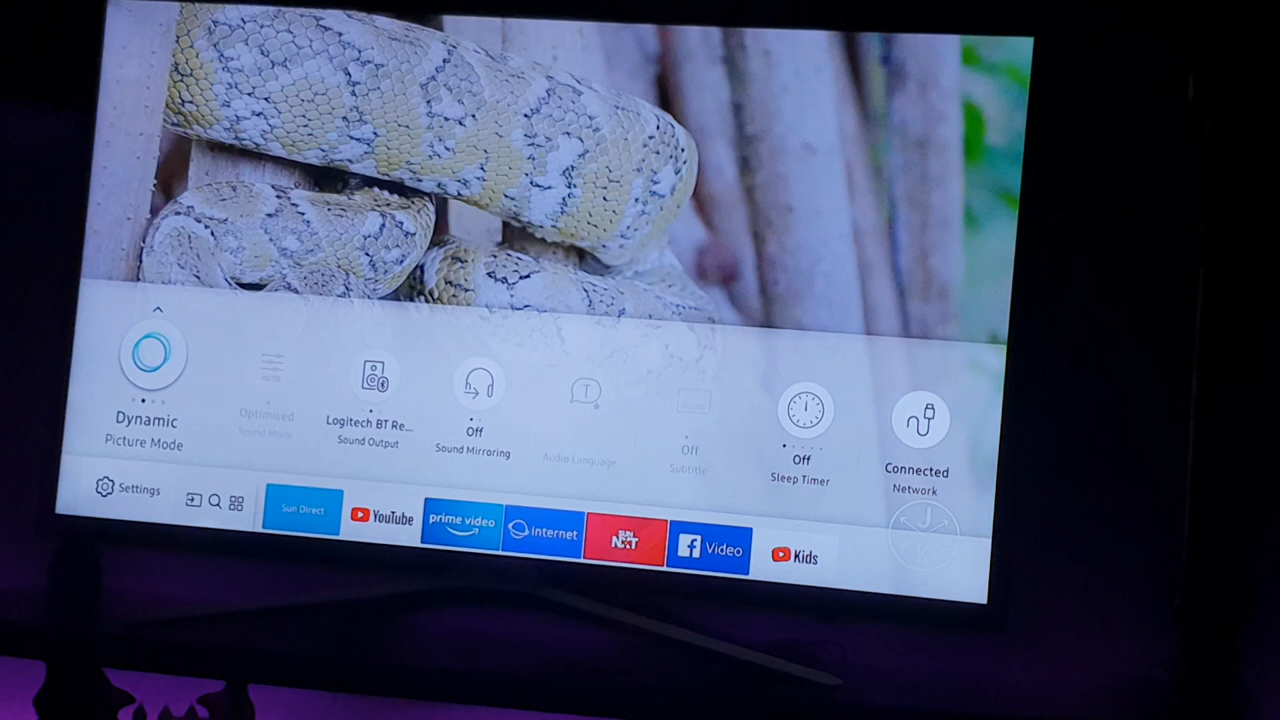 Dynamic
Picture Mode
AUTO
Optimised
Sound Mode
Logitech BT Re...
Sound Output
Off
Sound Mirroring
T
Audio Language
Off
Subtitle
Off
Sleep Timer
Connected
Network
Settings
Sun Direct
YouTube
prime video
internet
SUN
NXT
f Video
Kids
J
K